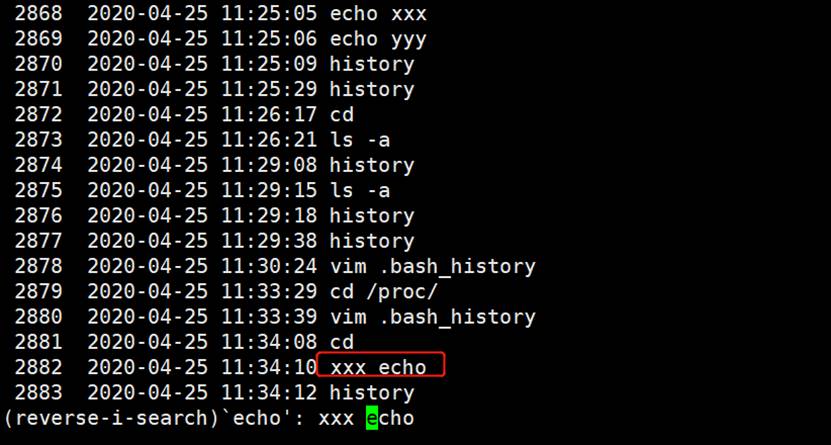 2868  2020-04-25 11:25:05 echo xxx
2869  2020-04-25 11:25:06 echo yyy
2870  2020-04-25 11:25:09 history
2871  2020-04-25 11:25:29 history
2872  2020-04-25 11:26:17 cd
2873  2020-04-25 11:26:21 ls -a
2874  2020-04-25 11:29:08 history
2875  2020-04-25 11:29:15 ls -a
2876  2020-04-25 11:29:18 history
2877  2020-04-25 11:29:38 history
2878  2020-04-25 11:30:24 vim .bash_history
2879  2020-04-25 11:33:29 cd /proc/
2880  2020-04-25 11:33:39 vim .bash_history
2881  2020-04-25 11:34:08 cd
2882  2020-04-25 11:34:10 xxx echo
2883  2020-04-25 11:34:12 history
(reverse-i-search)`echo': xxx echo